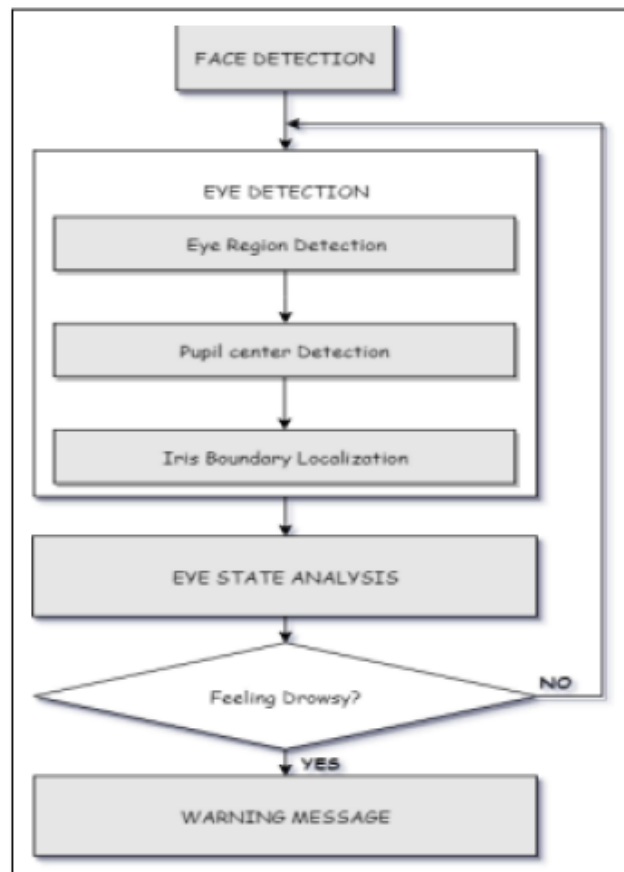 FACE DETECTION
EYE DETECTION
Eye Region Detection
Pupil center Detection
Iris Boundary Localization
EYE STATE ANALYSIS
Feeling Drowsy?
NO
YES
WARNING MESSAGE